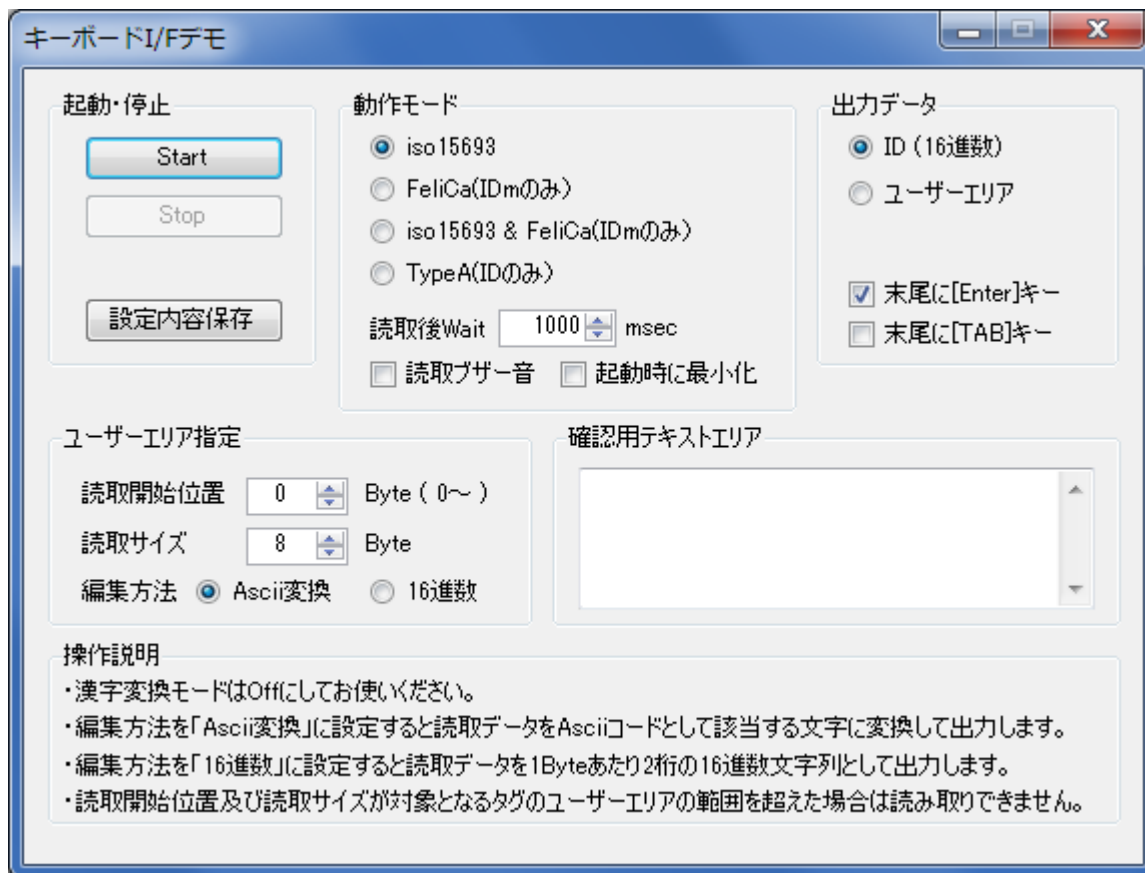 キーボードI/Fデモ
起動・停止
Start
Stop
設定内容保存
動作モード
iso15693
FeliCa(IDmのみ)
iso15693 & FeliCa(IDmのみ)
TypeA(IDのみ)
読取後Wait 1000 msec
読取ブザー音 起動時に最小化
出力データ
ID (16進数)
ユーザーエリア
末尾に[Enter]キー
末尾に[TAB]キー
ユーザーエリア指定
読取開始位置 0 Byte ( 0～ )
読取サイズ 8 Byte
編集方法 Ascii変換 16進数
確認用テキストエリア
操作説明
・漢字変換モードはOffにしてお使いください。
・編集方法を「Ascii変換」に設定すると読取データをAsciiコードとして該当する文字に変換して出力します。
・編集方法を「16進数」に設定すると読取データを1Byteあたり2桁の16進数文字列として出力します。
・読取開始位置及び読取サイズが対象となるタグのユーザーエリアの範囲を超えた場合は読み取りできません。